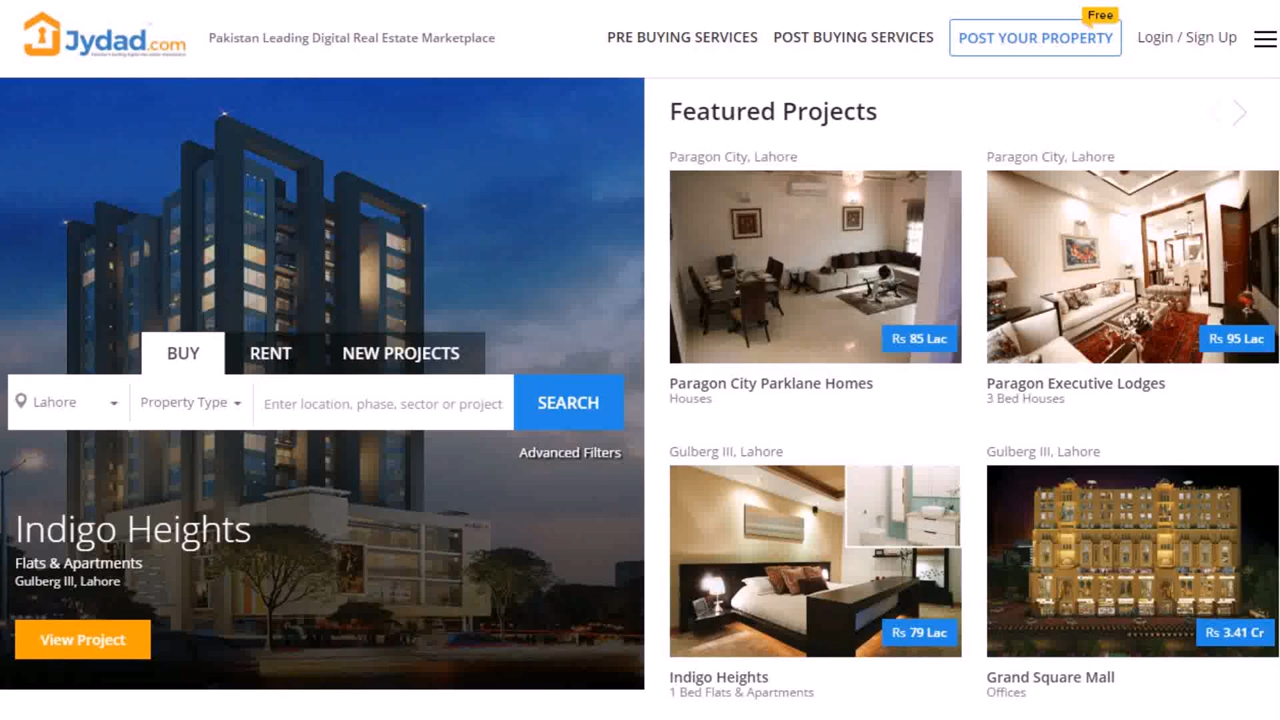 Jydad.com
Pakistan Leading Digital Real Estate Marketplace
PRE BUYING SERVICES
POST BUYING SERVICES
Free
POST YOUR PROPERTY
Login / Sign Up
BUY
RENT
NEW PROJECTS
Lahore
Property Type
Enter location, phase, sector or project
SEARCH
Advanced Filters
Indigo Heights
Flats & Apartments
Gulberg III, Lahore
View Project
Featured Projects
Paragon City, Lahore
Rs 85 Lac
Paragon City Parklane Homes
Houses
Paragon City, Lahore
Rs 95 Lac
Paragon Executive Lodges
3 Bed Houses
Gulberg III, Lahore
Rs 79 Lac
Indigo Heights
1 Bed Flats & Apartments
Gulberg III, Lahore
Rs 3.41 Cr
Grand Square Mall
Offices